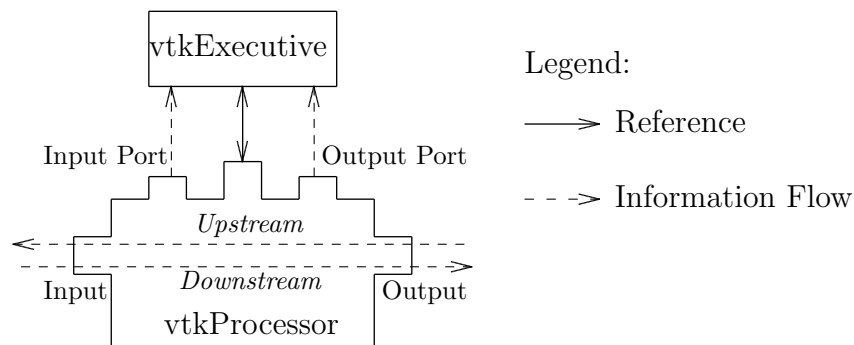 vtkExecutive
Legend:
Reference
Input Port
Output Port
Information Flow
Upstream
Downstream
Input
Output
vtkProcessor